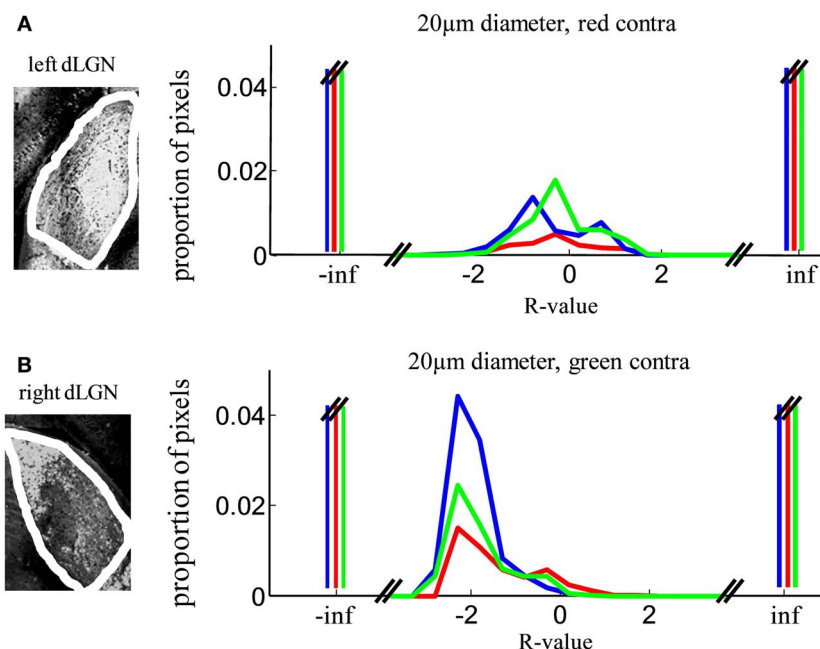 A
20μm diameter, red contra
left dLGN
proportion of pixels
0.04
0.02
0
-inf
-2
0
2
inf
R-value
B
20μm diameter, green contra
right dLGN
proportion of pixels
0.04
0.02
0
-inf
-2
0
2
inf
R-value